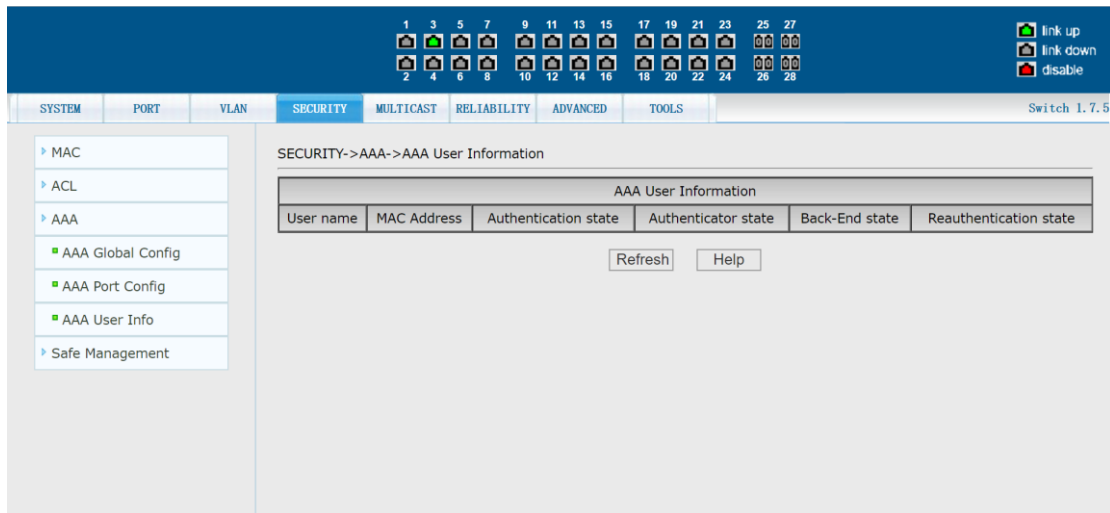 1 3 5 7 9 11 13 15 17 19 21 23 25 27
2 4 6 8 10 12 14 16 18 20 22 24 26 28
link up
link down
disable
SYSTEM PORT VLAN SECURITY MULTICAST RELIABILITY ADVANCED TOOLS Switch 1.7.5
MAC
ACL
AAA
AAA Global Config
AAA Port Config
AAA User Info
Safe Management
SECURITY->AAA->AAA User Information
AAA User Information
User name MAC Address Authentication state Authenticator state Back-End state Reauthentication state
Refresh Help